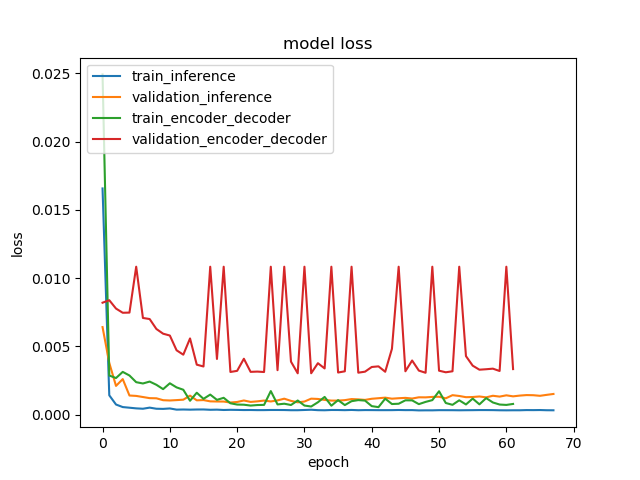 model loss
train_inference
validation_inference
train_encoder_decoder
validation_encoder_decoder
loss
0.025
0.020
0.015
0.010
0.005
0.000
0 10 20 30 40 50 60 70
epoch